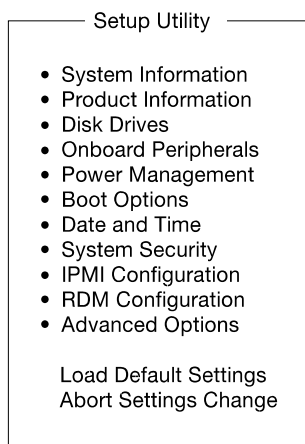 Setup Utility
• System Information
• Product Information
• Disk Drives
• Onboard Peripherals
• Power Management
• Boot Options
• Date and Time
• System Security
• IPMI Configuration
• RDM Configuration
• Advanced Options
Load Default Settings
Abort Settings Change